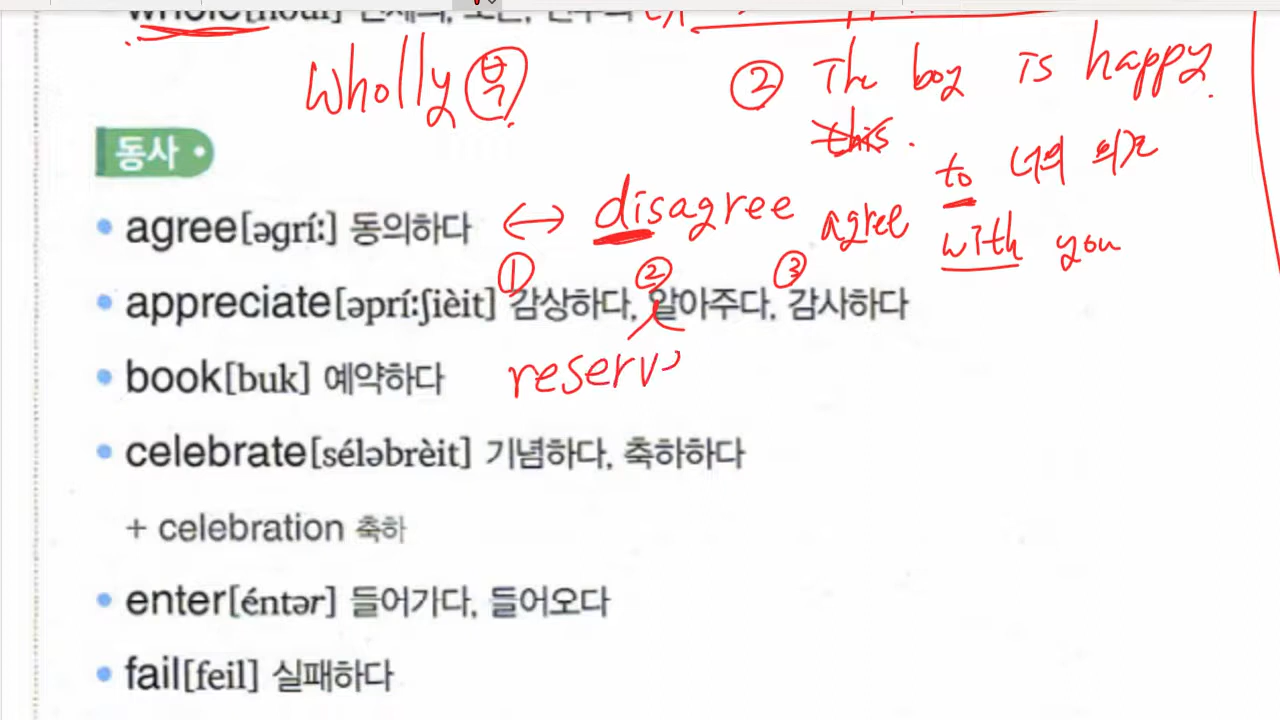 whole[houl]
Wholly 부
② The boy is happy.
this.
동사
to 너의 의견
agree[əgríː] 동의하다 ↔ disagree agree with you
① ② ③
appreciate[əpríːʃièit] 감상하다, 알아주다, 감사하다
book[buk] 예약하다 reserv
celebrate[séləbrèit] 기념하다, 축하하다
+ celebration 축하
enter[éntər] 들어가다, 들어오다
fail[feil] 실패하다